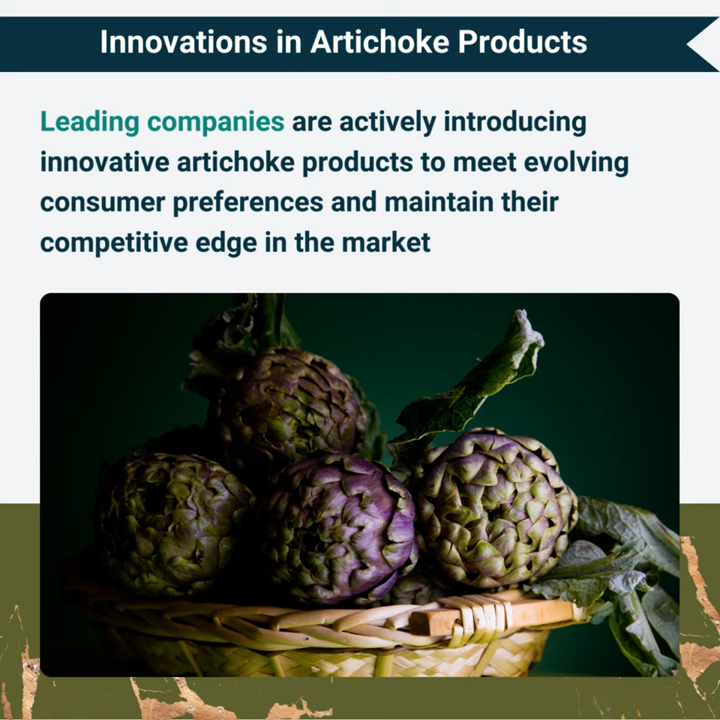 Innovations in Artichoke Products
Leading companies are actively introducing
innovative artichoke products to meet evolving
consumer preferences and maintain their
competitive edge in the market